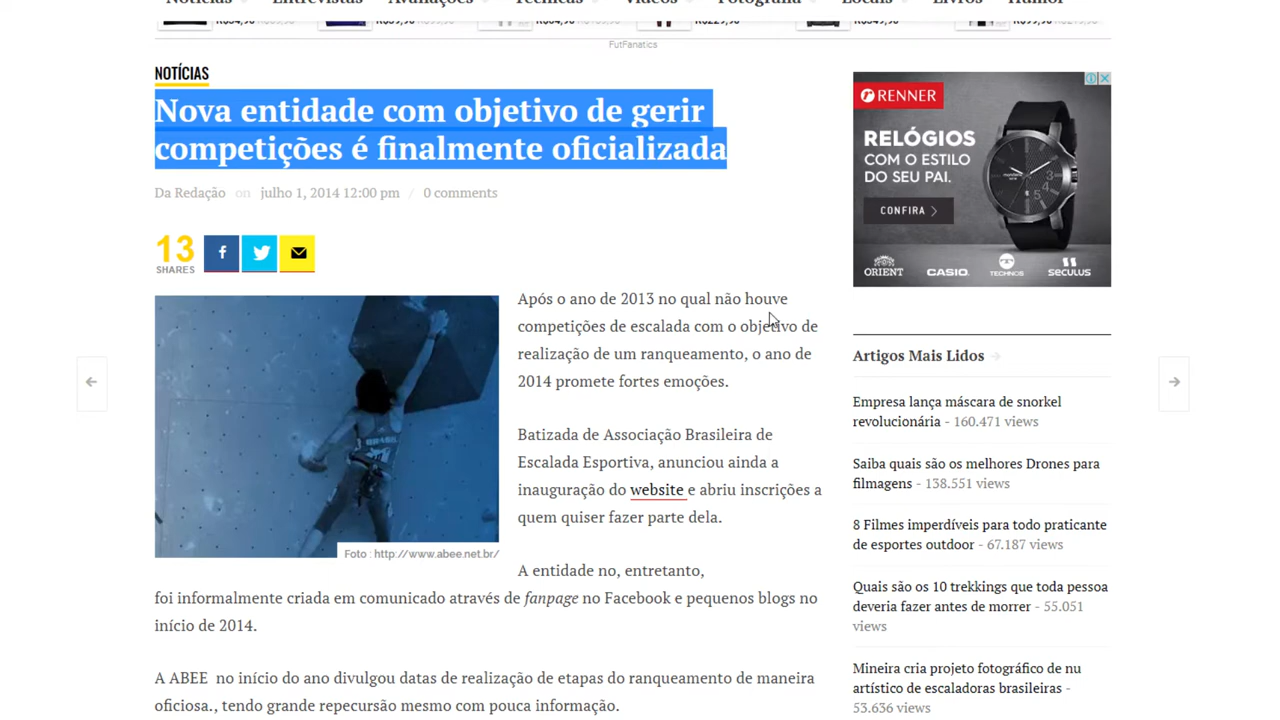 Notícias Entrevistas Avaliações Técnicas Vídeos Fotografia Locais Livros Humor
FutFanatics
NOTÍCIAS
Nova entidade com objetivo de gerir
competições é finalmente oficializada
Da Redação on julho 1, 2014 12:00 pm / 0 comments
13
SHARES
Após o ano de 2013 no qual não houve
competições de escalada com o objetivo de
realização de um ranqueamento, o ano de
2014 promete fortes emoções.
Batizada de Associação Brasileira de
Escalada Esportiva, anunciou ainda a
inauguração do website e abriu inscrições a
quem quiser fazer parte dela.
Foto : http://www.abee.net.br/
A entidade no, entretanto,
foi informalmente criada em comunicado através de fanpage no Facebook e pequenos blogs no
início de 2014.
A ABEE no início do ano divulgou datas de realização de etapas do ranqueamento de maneira
oficiosa., tendo grande repercursão mesmo com pouca informação.
RENNER
RELÓGIOS
COM O ESTILO
DO SEU PAI.
CONFIRA
ORIENT CASIO TECHNOS SECULUS
Artigos Mais Lidos
Empresa lança máscara de snorkel
revolucionária - 160.471 views
Saiba quais são os melhores Drones para
filmagens - 138.551 views
8 Filmes imperdíveis para todo praticante
de esportes outdoor - 67.187 views
Quais são os 10 trekkings que toda pessoa
deveria fazer antes de morrer - 55.051
views
Mineira cria projeto fotográfico de nu
artístico de escaladoras brasileiras -
53.636 views